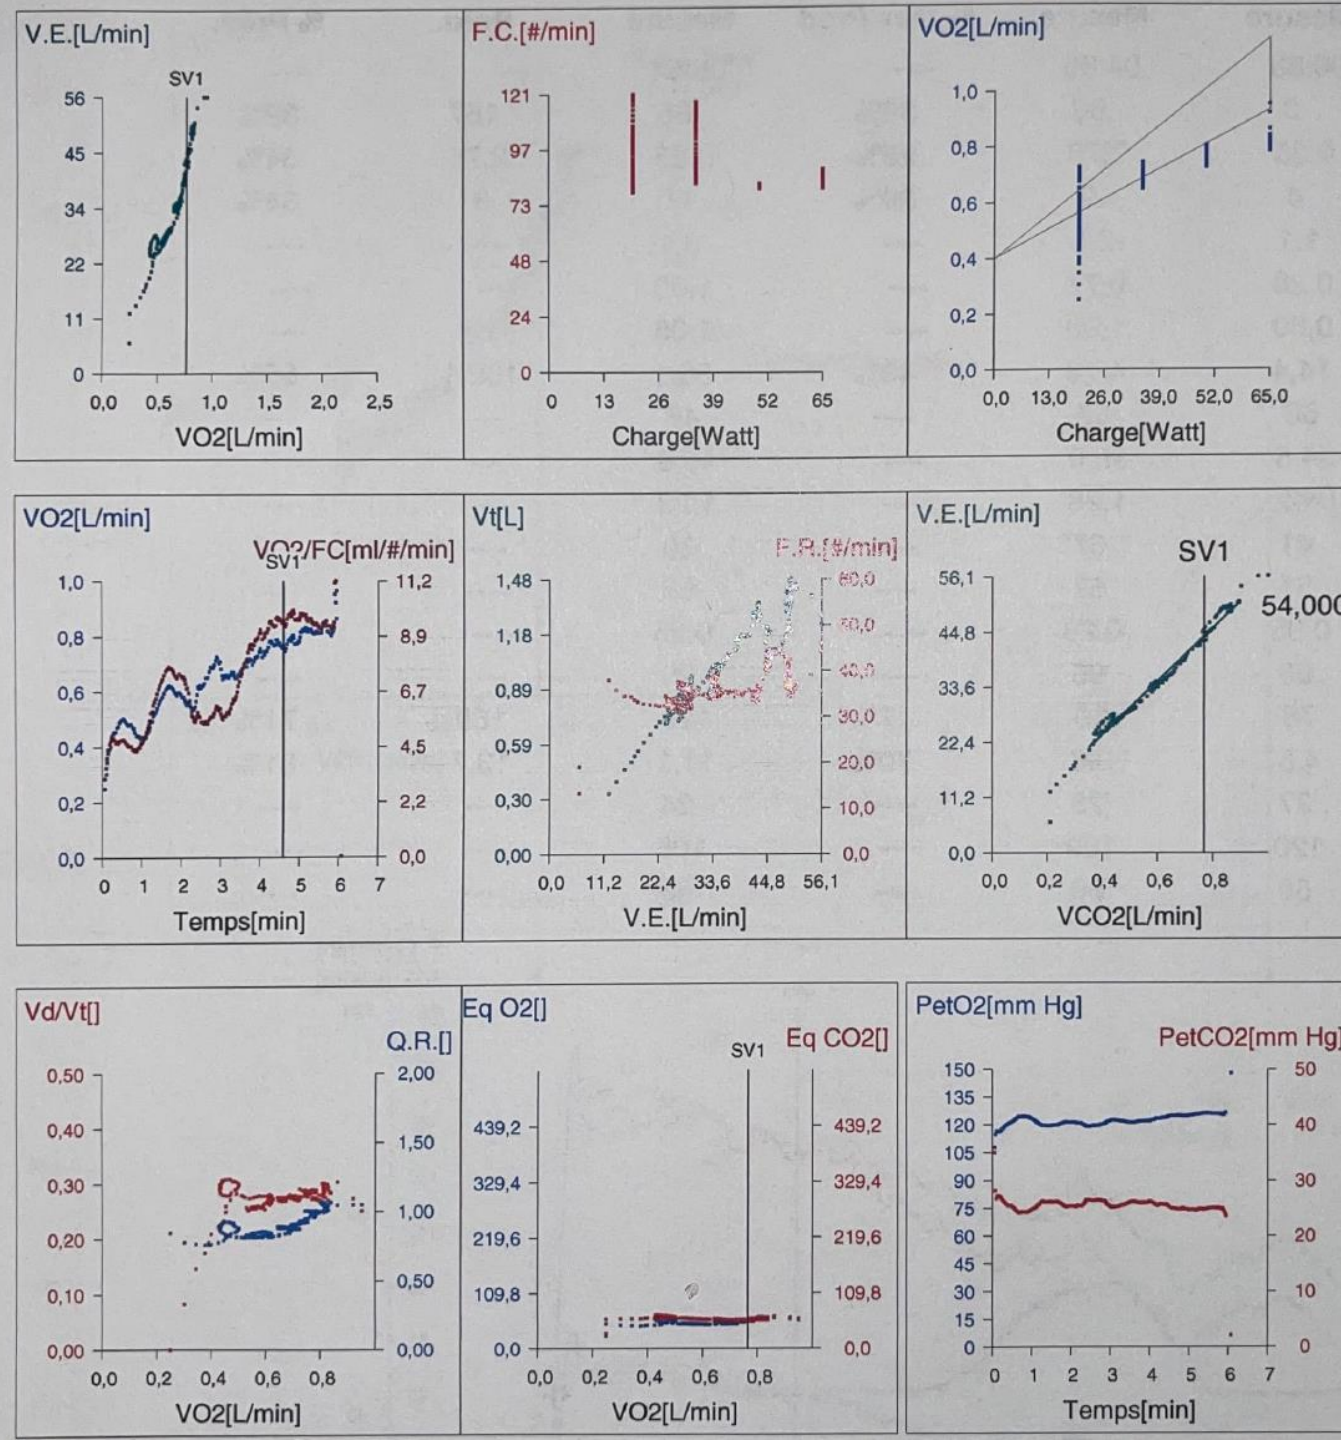 V.E.[L/min]
SV1
56
45
34
22
11
0
0,0 0,5 1,0 1,5 2,0 2,5
VO2[L/min]
F.C.[#/min]
121
97
73
48
24
0
0 13 26 39 52 65
Charge[Watt]
VO2[L/min]
1,0
0,8
0,6
0,4
0,2
0,0
0,0 13,0 26,0 39,0 52,0 65,0
Charge[Watt]
VO2[L/min]
VO2/FC[ml/#/min]
SV1
1,0
0,8
0,6
0,4
0,2
0,0
11,2
8,9
6,7
4,5
2,2
0,0
0 1 2 3 4 5 6 7
Temps[min]
Vt[L]
F.R.[#/min]
1,48
1,18
0,89
0,59
0,30
0,00
60,0
50,0
40,0
30,0
20,0
10,0
0,0
0,0 11,2 22,4 33,6 44,8 56,1
V.E.[L/min]
V.E.[L/min]
SV1
56,1
44,8
33,6
22,4
11,2
0,0
54,000
0,0 0,2 0,4 0,6 0,8
VCO2[L/min]
Vd/Vt[]
Q.R.[]
0,50
0,40
0,30
0,20
0,10
0,00
2,00
1,50
1,00
0,50
0,00
0,0 0,2 0,4 0,6 0,8
VO2[L/min]
Eq O2[]
Eq CO2[]
SV1
439,2
329,4
219,6
109,8
0,0
439,2
329,4
219,6
109,8
0,0
0,0 0,2 0,4 0,6 0,8
VO2[L/min]
PetO2[mm Hg]
PetCO2[mm Hg]
150
135
120
105
90
75
60
45
30
15
0
50
40
30
20
10
0
0 1 2 3 4 5 6 7
Temps[min]